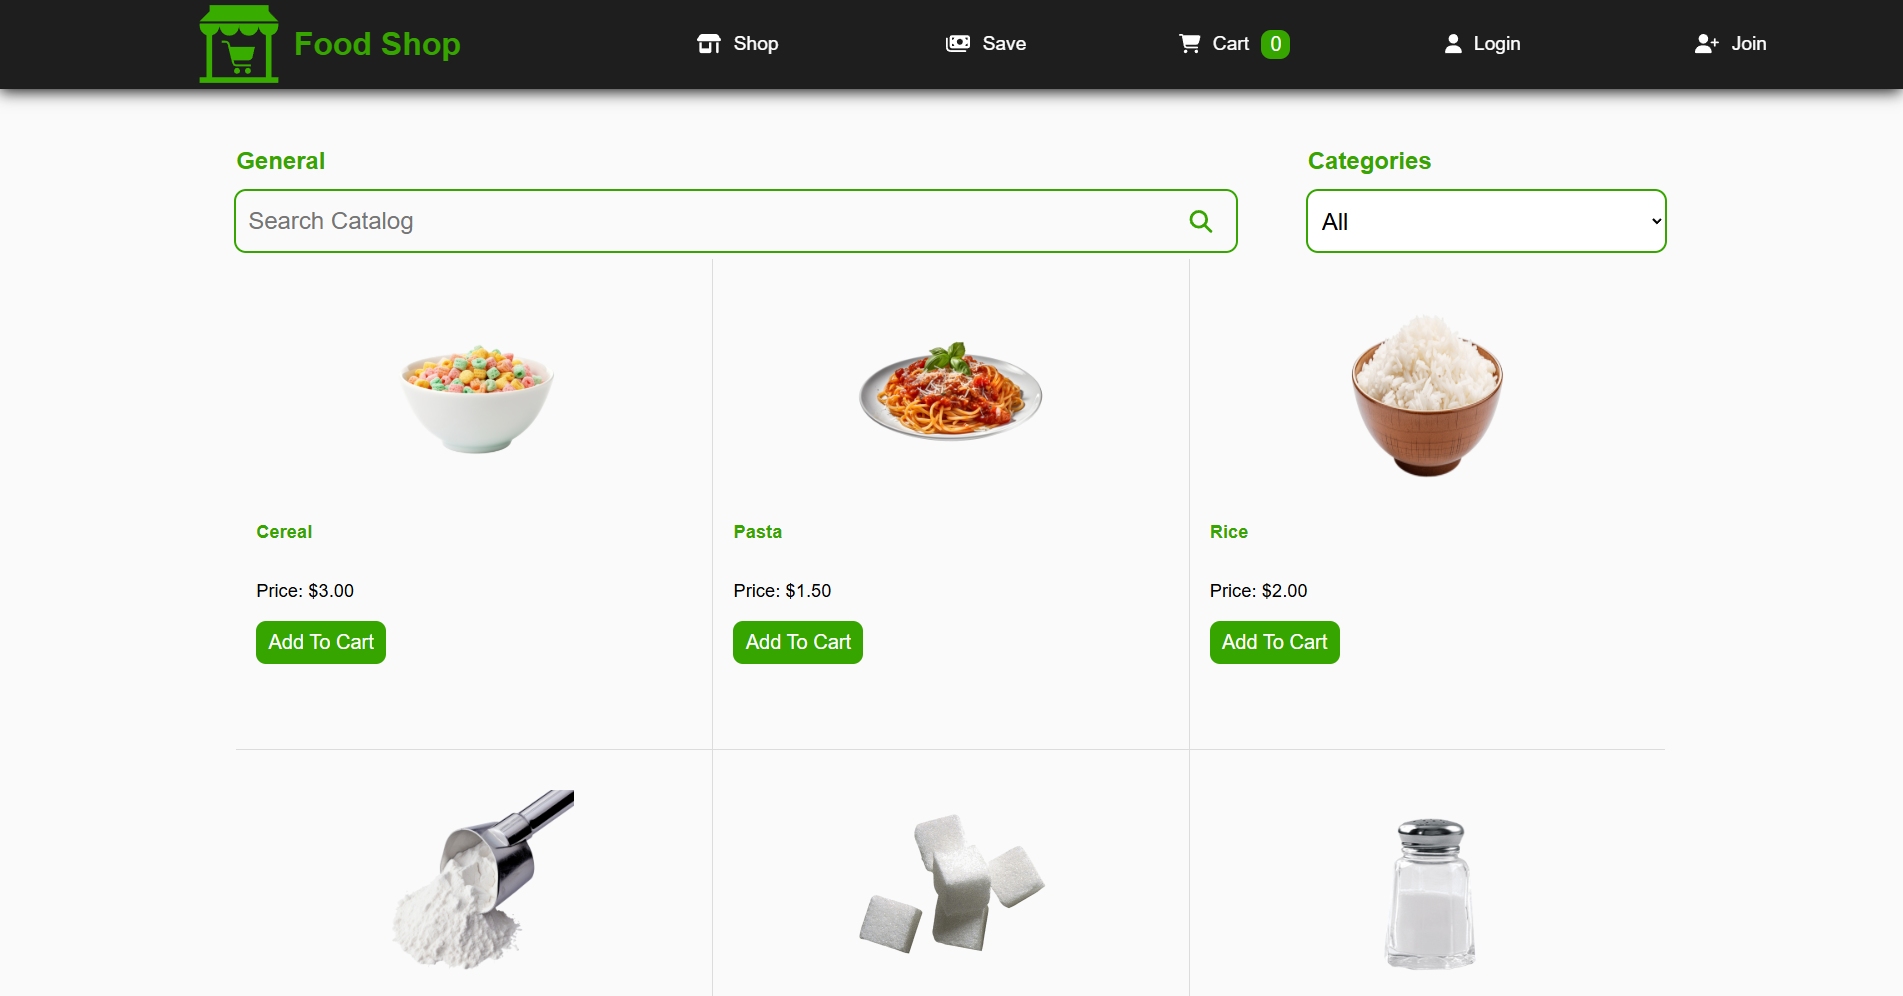 Food Shop
Shop
Save
Cart 0
Login
Join
General
Categories
Search Catalog
All
Cereal
Price: $3.00
Add To Cart
Pasta
Price: $1.50
Add To Cart
Rice
Price: $2.00
Add To Cart